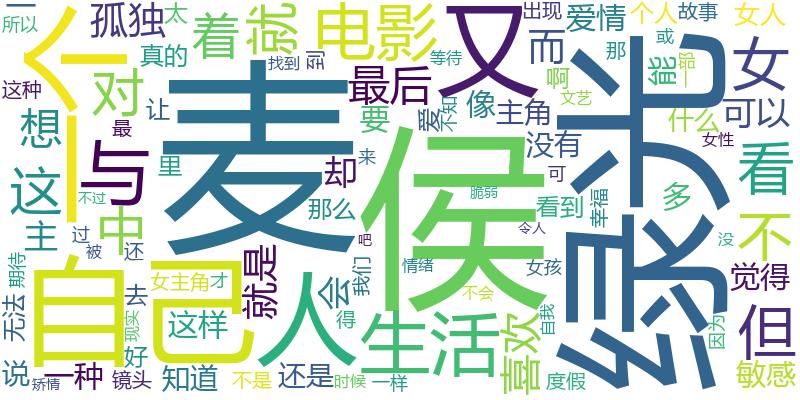 一
所以
孤独
太
真的
着
就
电影
又
而
出现
爱情
个人
故事
女人
那
或
一部
能
女
找到
到
等待
这种
一个
对
让
最后
像
主角
啊
文艺
什么
可以
想
最
与
麦
侯
要
爱
不知
没有
绿光
女性
看
这
里
却
来
可
脆弱
幸福
看到
多
不
主
中
不过
那么
令人
没
过
被
还
吧
觉得
期待
无法
自己
女主角
才
就是
人
会
我们
情绪
女孩
不会
自我
因为
但
去
现实
这样
得
生活
喜欢
说
矫情
一种
好
镜头
知道
不是
还是
时候
一样
度假
敏感